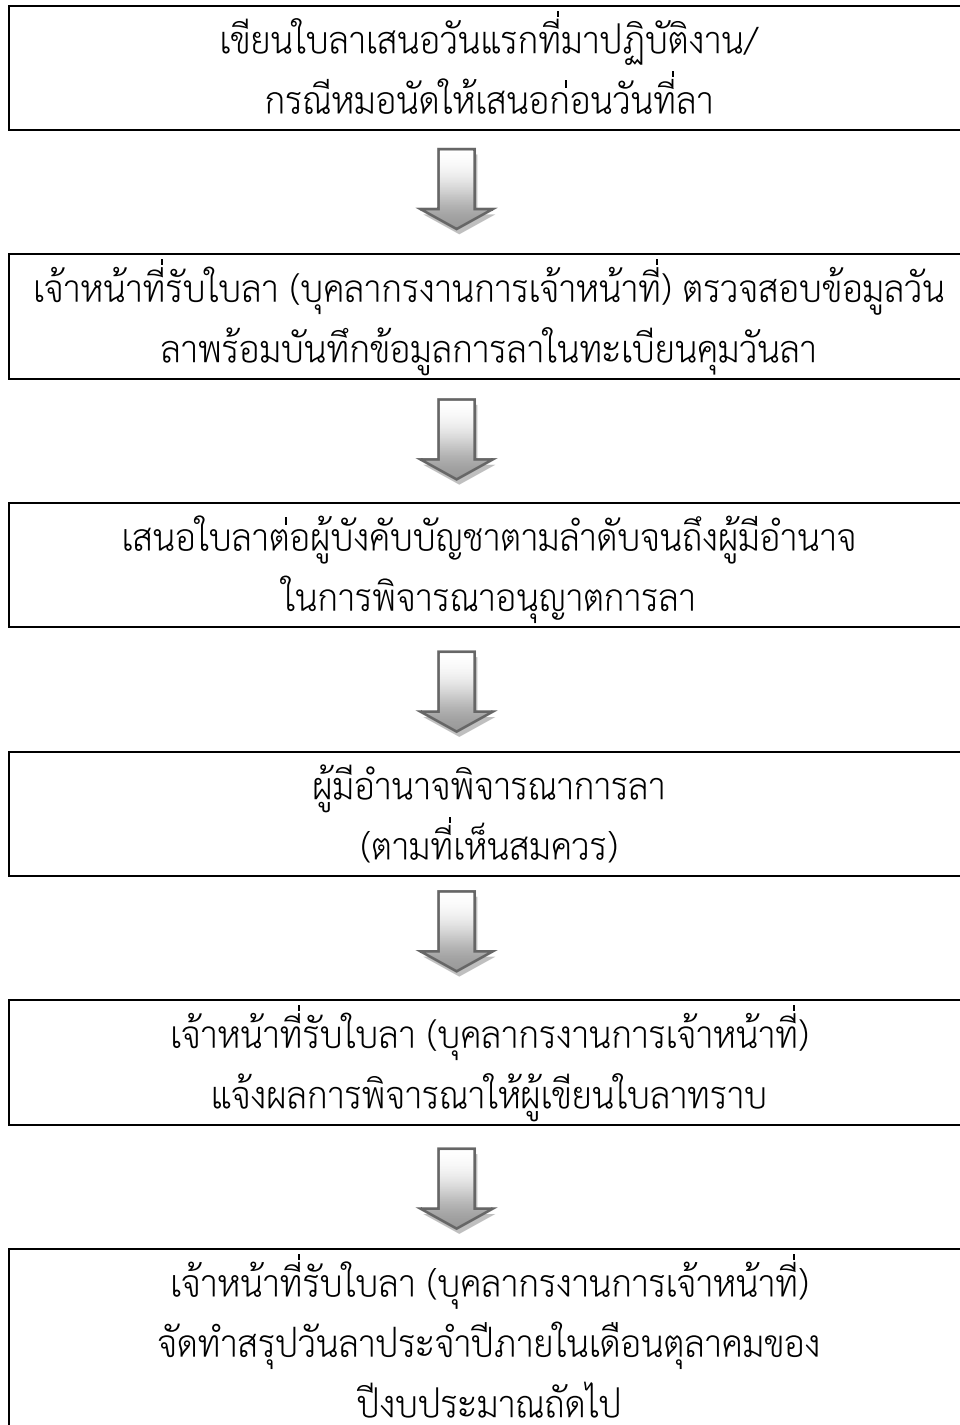 เขียนใบลาเสนอวันแรกที่มาปฏิบัติงาน/
กรณีหมอนัดให้เสนอก่อนวันที่ลา
เจ้าหน้าที่รับใบลา (บุคลากรงานการเจ้าหน้าที่) ตรวจสอบข้อมูลวัน
ลาพร้อมบันทึกข้อมูลการลาในทะเบียนคุมวันลา
เสนอใบลาต่อผู้บังคับบัญชาตามลำดับจนถึงผู้มีอำนาจ
ในการพิจารณาอนุญาตการลา
ผู้มีอำนาจพิจารณาการลา
(ตามที่เห็นสมควร)
เจ้าหน้าที่รับใบลา (บุคลากรงานการเจ้าหน้าที่)
แจ้งผลการพิจารณาให้ผู้เขียนใบลาทราบ
เจ้าหน้าที่รับใบลา (บุคลากรงานการเจ้าหน้าที่)
จัดทำสรุปวันลาประจำปีภายในเดือนตุลาคมของ
ปีงบประมาณถัดไป